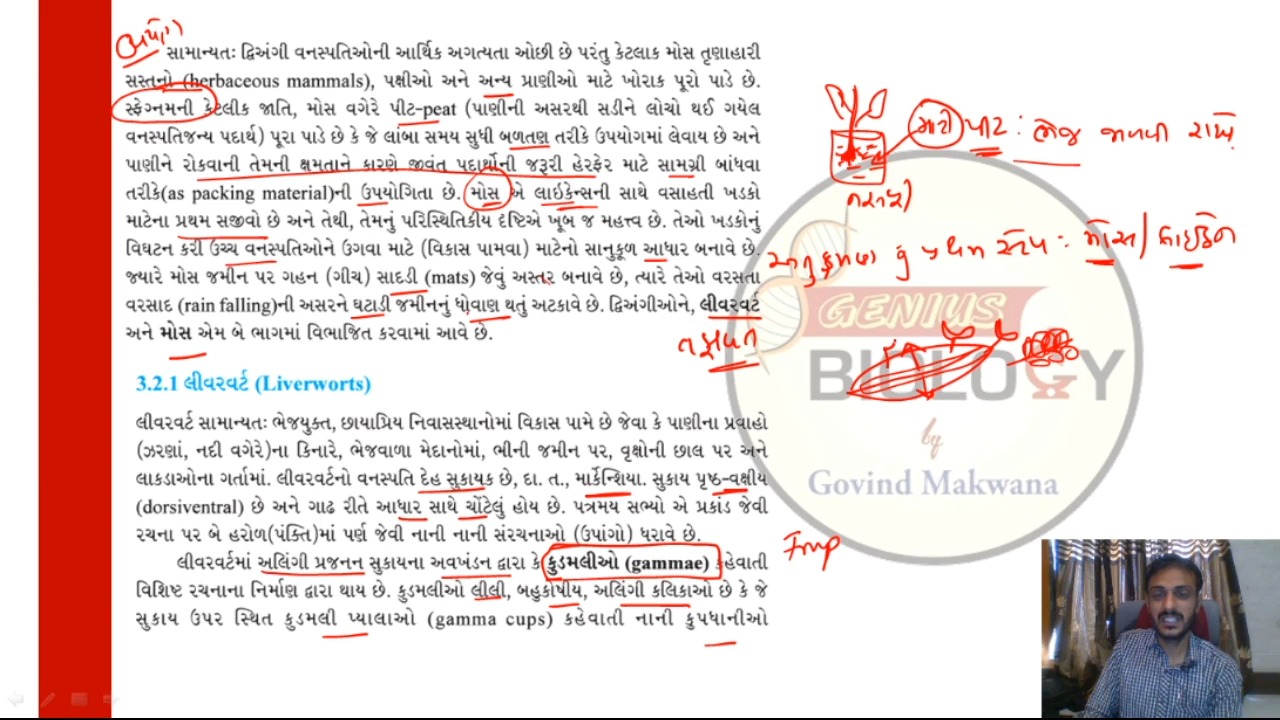 સામાન્યતઃ દ્વિઅંગી વનસ્પતિઓની આર્થિક અગત્યતા ઓછી છે પરંતુ કેટલાક મોસ તૃણાહારી
સસ્તનો (herbaceous mammals), પક્ષીઓ અને અન્ય પ્રાણીઓ માટે ખોરાક પૂરો પાડે છે.
સ્ફેગ્નમની કેટલીક જાતિ, મોસ વગેરે પીટ-peat (પાણીની અસરથી સડીને લોચો થઈ ગયેલ
વનસ્પતિજન્ય પદાર્થ) પૂરા પાડે છે કે જે લાંબા સમય સુધી બળતણ તરીકે ઉપયોગમાં લેવાય છે અને
પાણીને રોકવાની તેમની ક્ષમતાને કારણે જીવંત પદાર્થોની જરૂરી હેરફેર માટે સામગ્રી બાંધવા
તરીકે(as packing material)ની ઉપયોગિતા છે. મોસ એ લાઇકેન્સની સાથે વસાહતી ખડકો
માટેના પ્રથમ સજીવો છે અને તેથી, તેમનું પરિસ્થિતિકીય દૃષ્ટિએ ખૂબ જ મહત્ત્વ છે. તેઓ ખડકોનું
વિઘટન કરી ઉચ્ચ વનસ્પતિઓને ઉગવા માટે (વિકાસ પામવા) માટેનો સાનુકૂળ આધાર બનાવે છે.
જ્યારે મોસ જમીન પર ગહન (ગીચ) સાદડી (mats) જેવું અસ્તર બનાવે છે, ત્યારે તેઓ વરસતા
વરસાદ (rain falling)ની અસરને ઘટાડી જમીનનું ધોવાણ થતું અટકાવે છે. દ્વિઅંગીઓને, લીવરવર્ટ
અને મોસ એમ બે ભાગમાં વિભાજિત કરવામાં આવે છે.
3.2.1 લીવરવર્ટ (Liverworts)
લીવરવર્ટ સામાન્યતઃ ભેજયુક્ત, છાયાપ્રિય નિવાસસ્થાનોમાં વિકાસ પામે છે જેવા કે પાણીના પ્રવાહો
(ઝરણાં, નદી વગેરે)ના કિનારે, ભેજવાળા મેદાનોમાં, ભીની જમીન પર, વૃક્ષોની છાલ પર અને
લાકડાઓના ગર્તામાં. લીવરવર્ટનો વનસ્પતિ દેહ સુકાયક છે, દા. ત., માર્કેન્શિયા. સુકાય પૃષ્ઠ-વક્ષીય
(dorsiventral) છે અને ગાઢ રીતે આધાર સાથે ચોંટેલું હોય છે. પત્રમય સભ્યો એ પ્રકાંડ જેવી
રચના પર બે હરોળ(પંક્તિ)માં પર્ણ જેવી નાની નાની સંરચનાઓ (ઉપાંગો) ધરાવે છે.
લીવરવર્ટમાં અલિંગી પ્રજનન સુકાયના અવખંડન દ્વારા કે કુડમલીઓ (gammae) કહેવાતી
વિશિષ્ટ રચનાના નિર્માણ દ્વારા થાય છે. કુડમલીઓ લીલી, બહુકોષીય, અલિંગી કલિકાઓ છે કે જે
સુકાય ઉપર સ્થિત કુડમલી પ્યાલાઓ (gamma cups) કહેવાતી નાની કુપધાનીઓ
માટી પીટ : ભેજ જાળવી રાખે
અનુક્રમણ નું પ્રથમ સ્ટેપ : મોસ / લાઇકેન
GENIUS
BIOLOGY
by
Govind Makwana
Imp